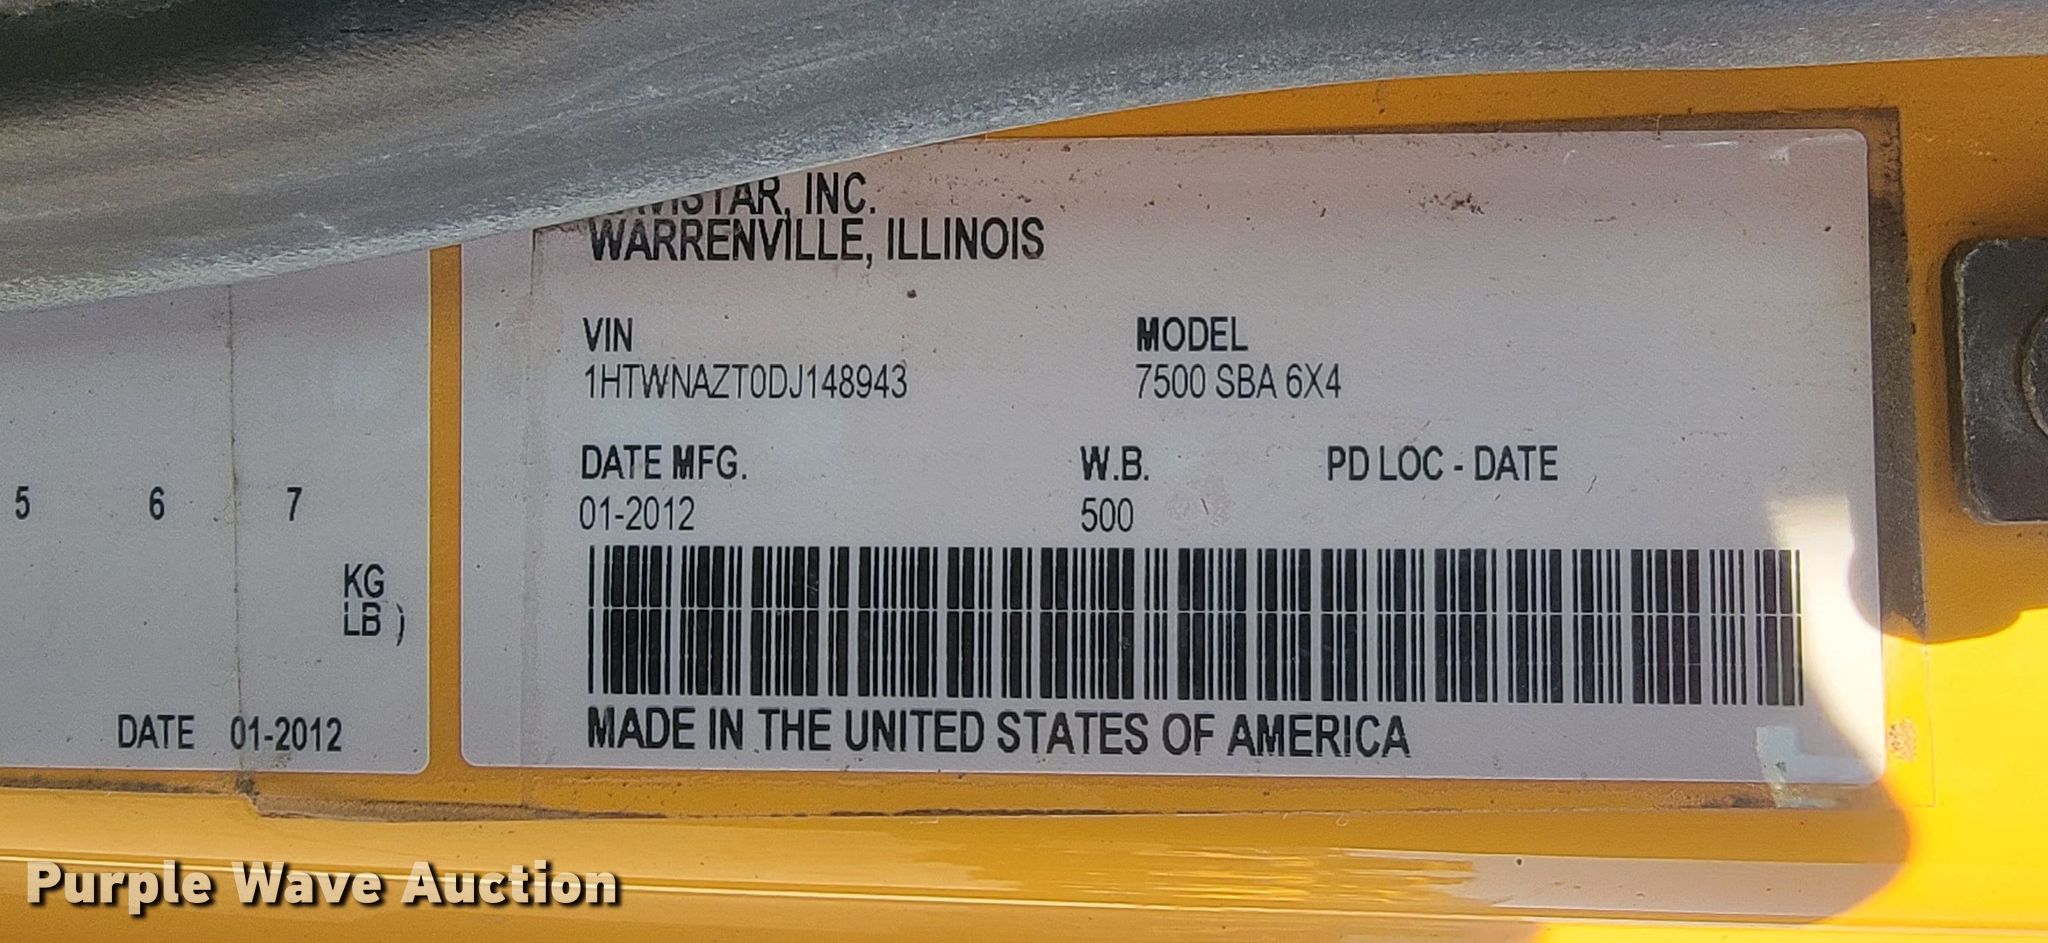 INC.
WARRENVILLE, ILLINOIS
VIN MODEL
1HTWNAZT0DJ148943 7500 SBA 6X4
DATE MFG. W.B. PD LOC - DATE
01-2012 500
MADE IN THE UNITED STATES OF AMERICA
5 6 7
KG
LB )
DATE 01-2012
Purple Wave Auction